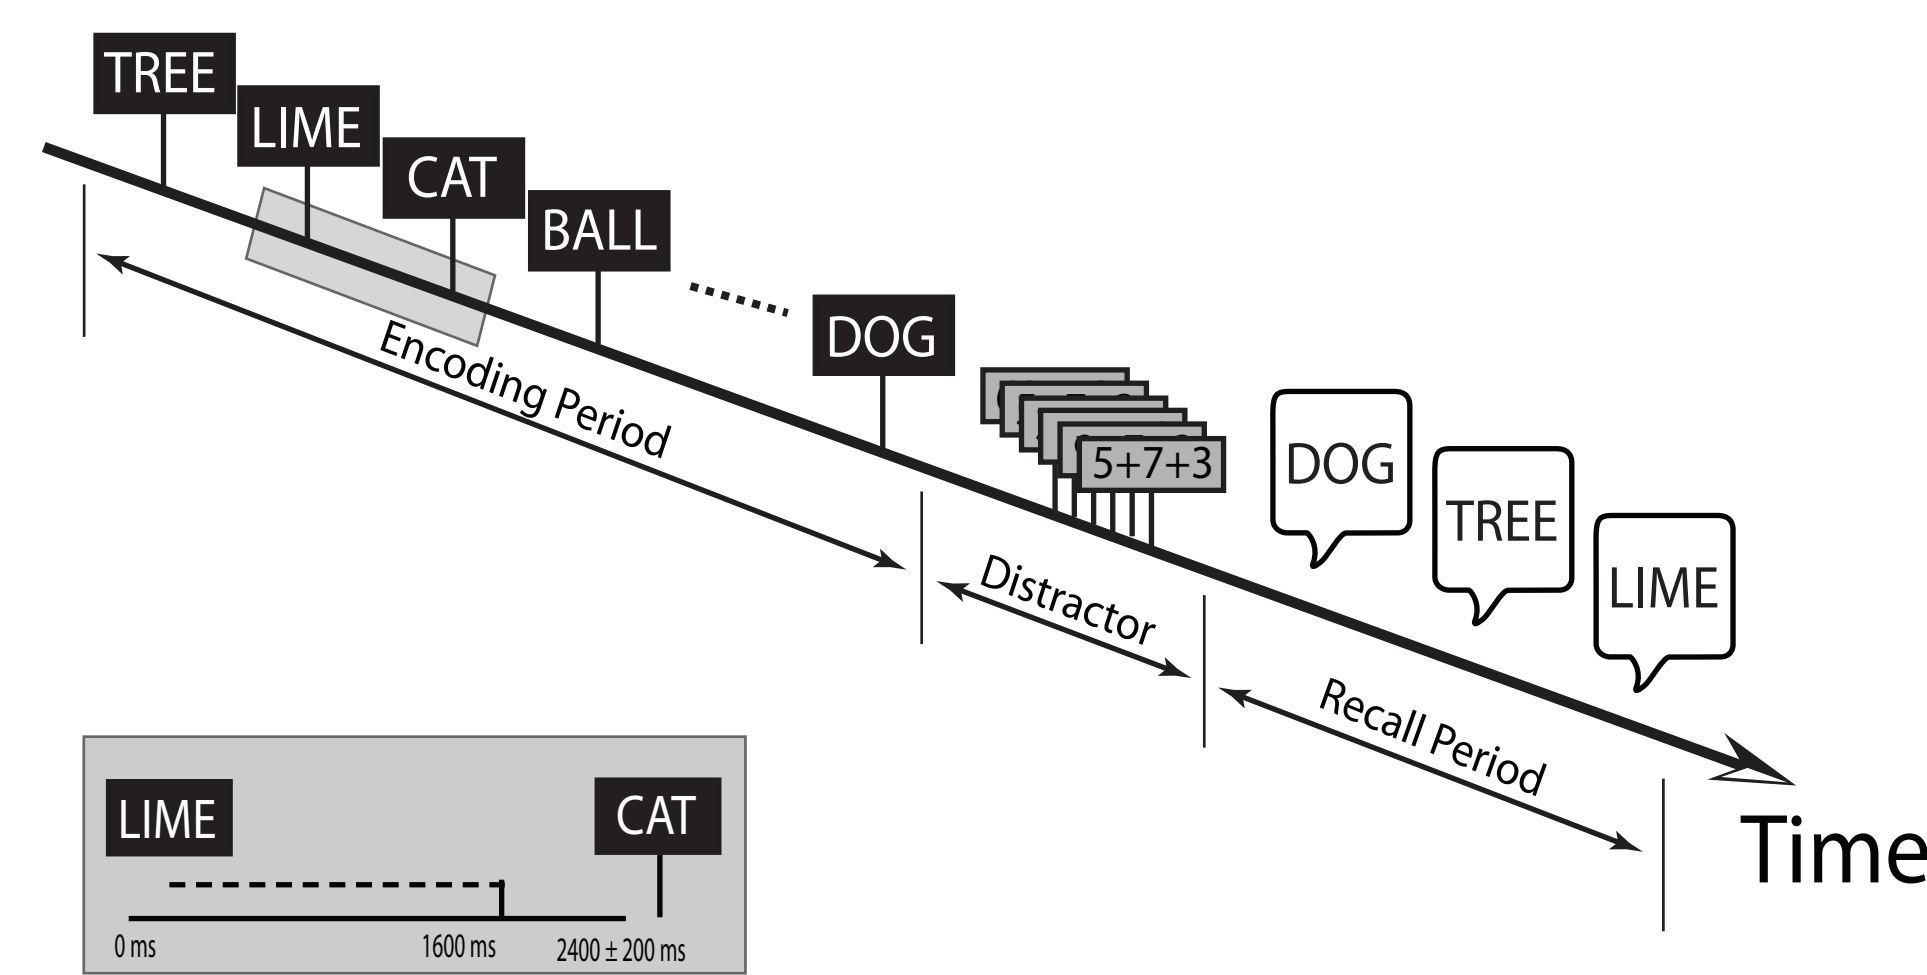 TREE
LIME
CAT
BALL
DOG
5+7+3
DOG
TREE
LIME
Encoding Period
Distractor
Recall Period
Time
LIME
CAT
0 ms
1600 ms
2400 ± 200 ms